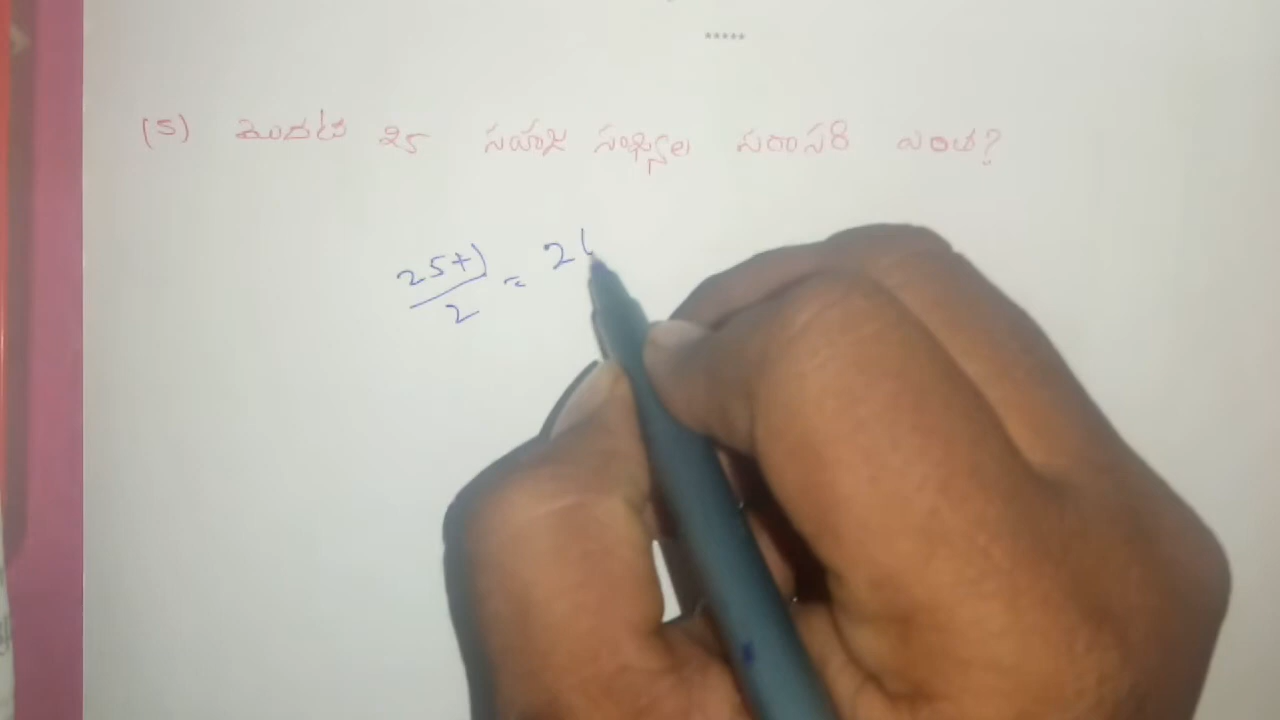 *****
(5) మొదటి 25 సహజ సంఖ్యల సరాసరి ఎంత?
25+1
2
= 2